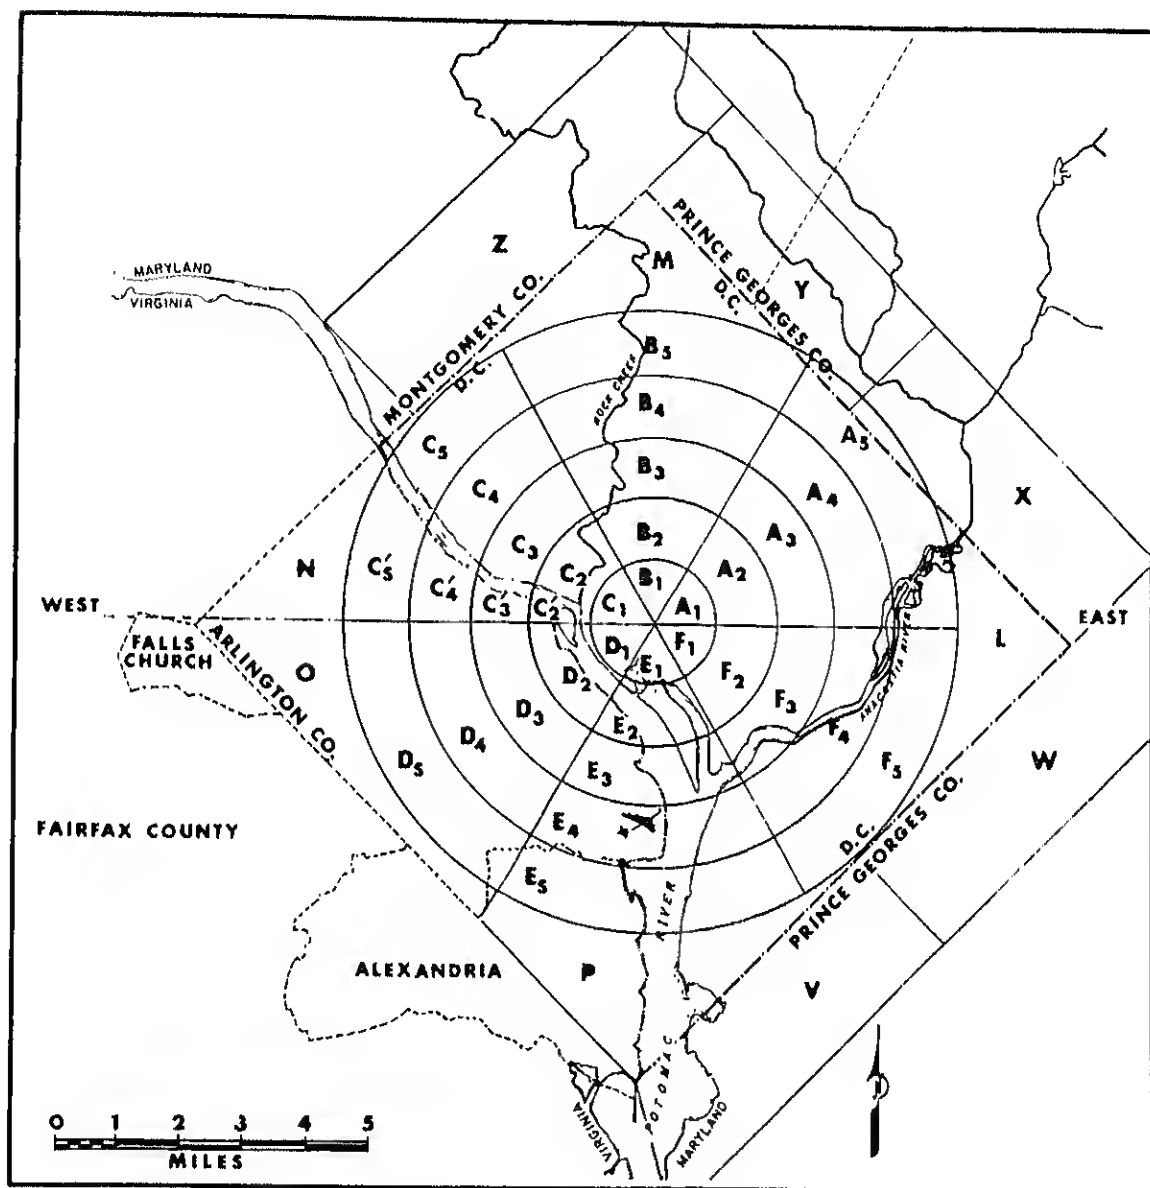 Z
M
PRINCE GEORGES CO.
D.C.
Y
MARYLAND
VIRGINIA
MONTGOMERY CO.
D.C.
ROCK CREEK
B5
B4
B3
B2
B1
A5
A4
A3
A2
A1
X
C5
C4
C3
C2
C1
C'5
C'4
C'3
C'2
N
WEST
EAST
FALLS
CHURCH
ARLINGTON CO.
O
L
ANACOSTIA RIVER
D1
D2
D3
D4
D5
E1
E2
E3
E4
E5
F1
F2
F3
F4
F5
W
FAIRFAX COUNTY
D.C.
PRINCE GEORGES CO.
ALEXANDRIA
P
V
POTOMAC RIVER
VIRGINIA
MARYLAND
0 1 2 3 4 5
MILES